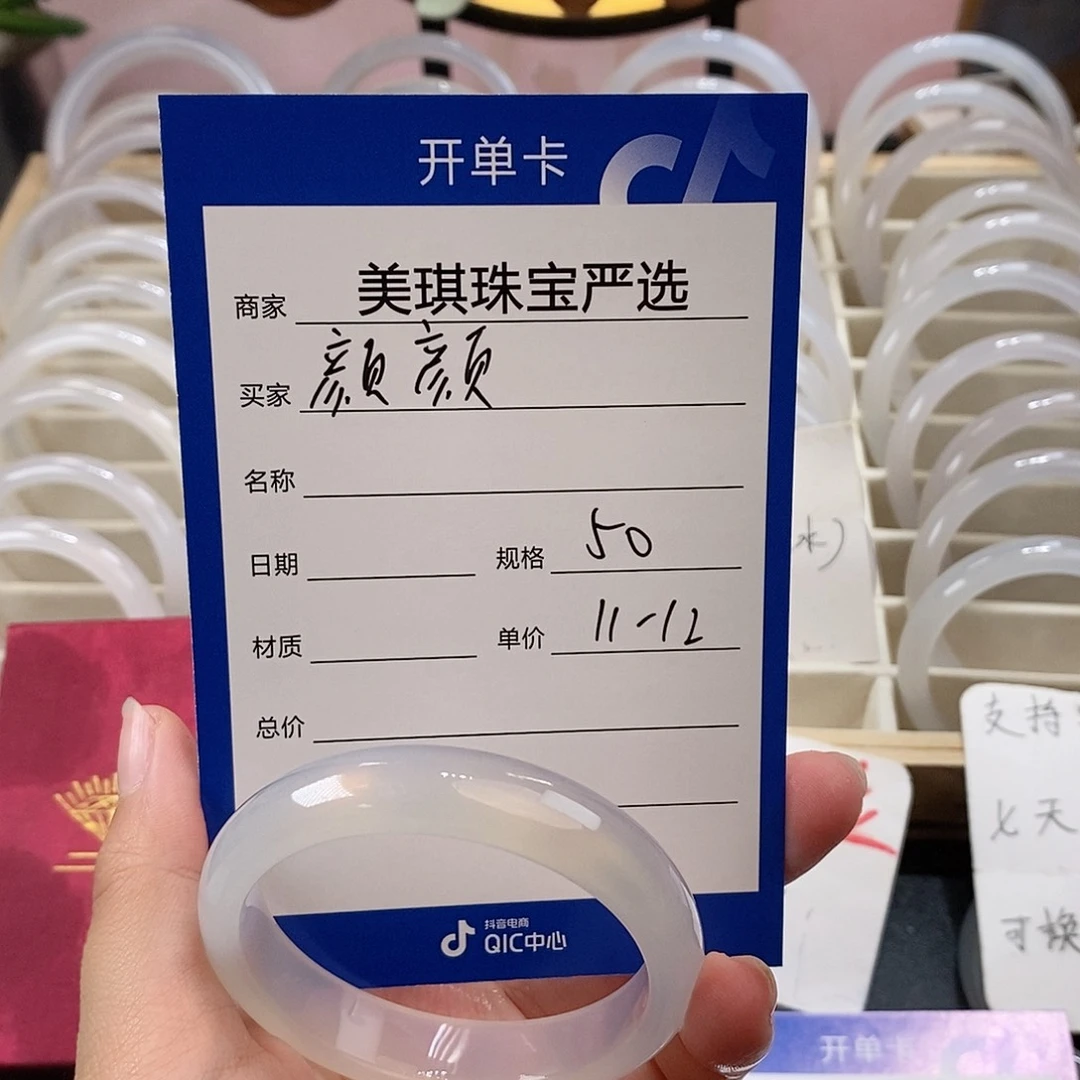 开单卡
商家 美琪珠宝严选
买家 颜颜
名称
日期 规格 50
材质 单价 11-12
总价
抖音电商
QIC中心
水)
支持
七天
可换
开单卡